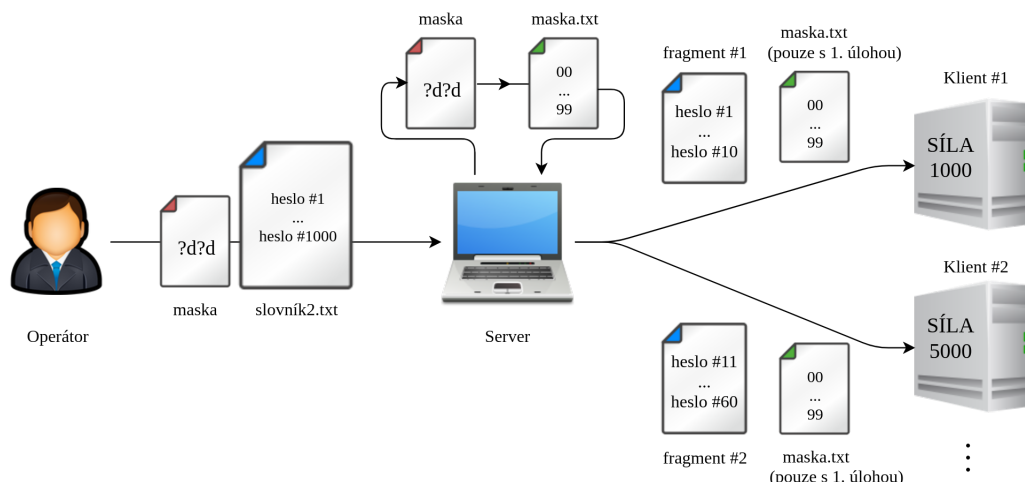 maska
maska.txt
?d?d
00
...
99
fragment #1
maska.txt
(pouze s 1. úlohou)
heslo #1
...
heslo #10
00
...
99
Klient #1
SÍLA
1000
?d?d
maska
heslo #1
...
heslo #1000
slovník2.txt
Operátor
Server
Klient #2
SÍLA
5000
heslo #11
...
heslo #60
fragment #2
00
...
99
maska.txt
(pouze s 1. úlohou)